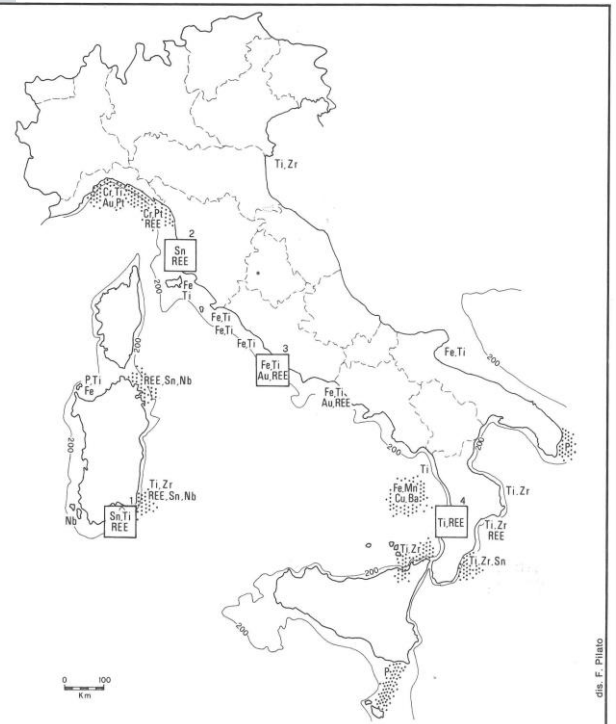 Ti, Zr
Cr, Ti,
Au, Pt
Cr, Pt
REE
2
Sn
REE
200
Fe
Ti
Fe, Ti
Fe, Ti
Fe, Ti
3
Fe, Ti
Au, REE
Fe, Ti
Au, REE
200
Fe, Ti
200
P
200
P, Ti
Fe
REE, Sn, Nb
200
Ti, Zr
REE, Sn, Nb
Nb
1
Sn, Ti
REE
Ti
Fe, Mn
Cu, Ba
4
Ti, REE
200
Ti, Zr
Ti, Zr
REE
Ti, Zr, Sn
Ti, Zr
200
200
P
0 100
Km
dis. F. Pilato